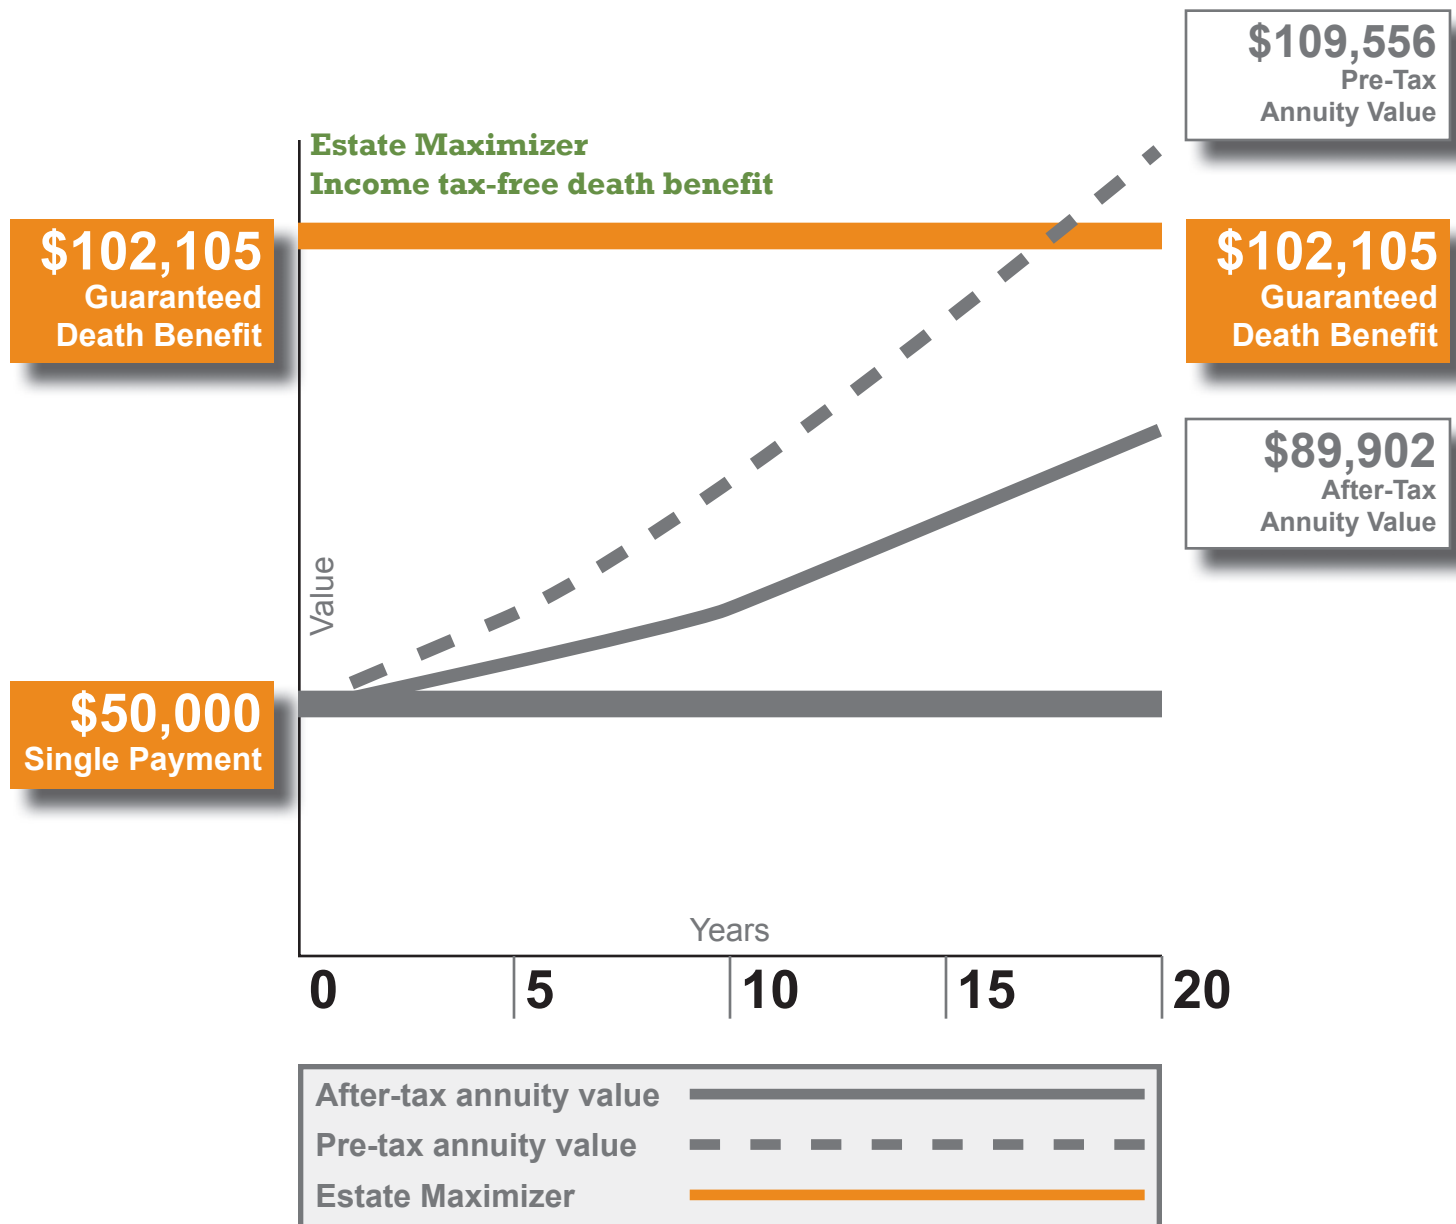 $109,556
Pre-Tax
Annuity Value
Estate Maximizer
Income tax-free death benefit
$102,105
Guaranteed
Death Benefit
$102,105
Guaranteed
Death Benefit
$89,902
After-Tax
Annuity Value
Value
$50,000
Single Payment
Years
0 5 10 15 20
After-tax annuity value
Pre-tax annuity value
Estate Maximizer